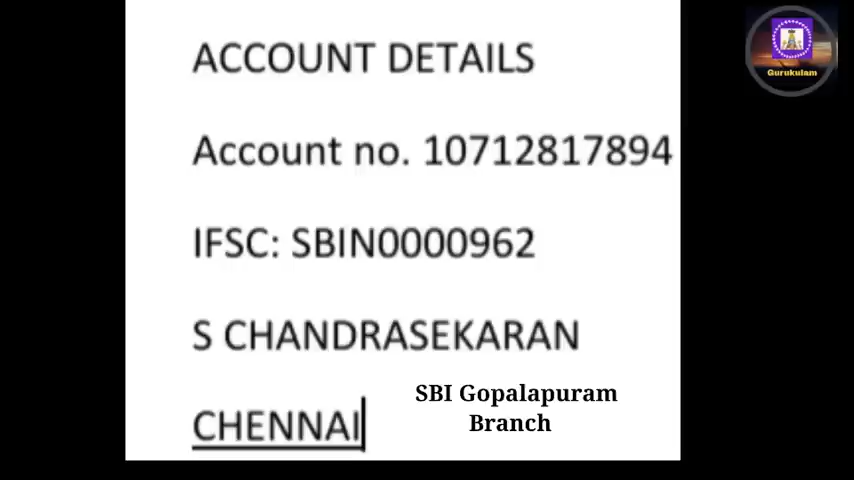 ACCOUNT DETAILS
Account no. 10712817894
IFSC: SBIN0000962
S CHANDRASEKARAN
CHENNAI
SBI Gopalapuram
Branch
Gurukulam